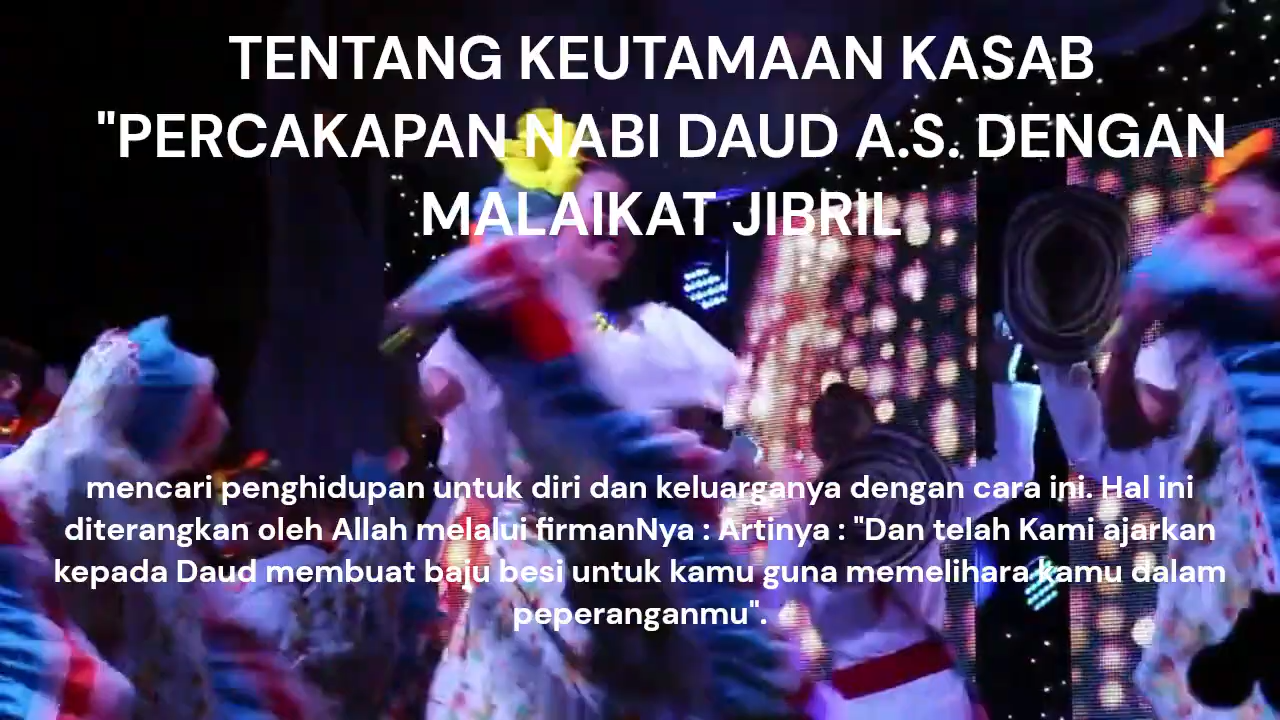 TENTANG KEUTAMAAN KASAB
"PERCAKAPAN NABI DAUD A.S. DENGAN
MALAIKAT JIBRIL
mencari penghidupan untuk diri dan keluarganya dengan cara ini. Hal ini
diterangkan oleh Allah melalui firmanNya : Artinya : "Dan telah Kami ajarkan
kepada Daud membuat baju besi untuk kamu guna memelihara kamu dalam
peperanganmu".